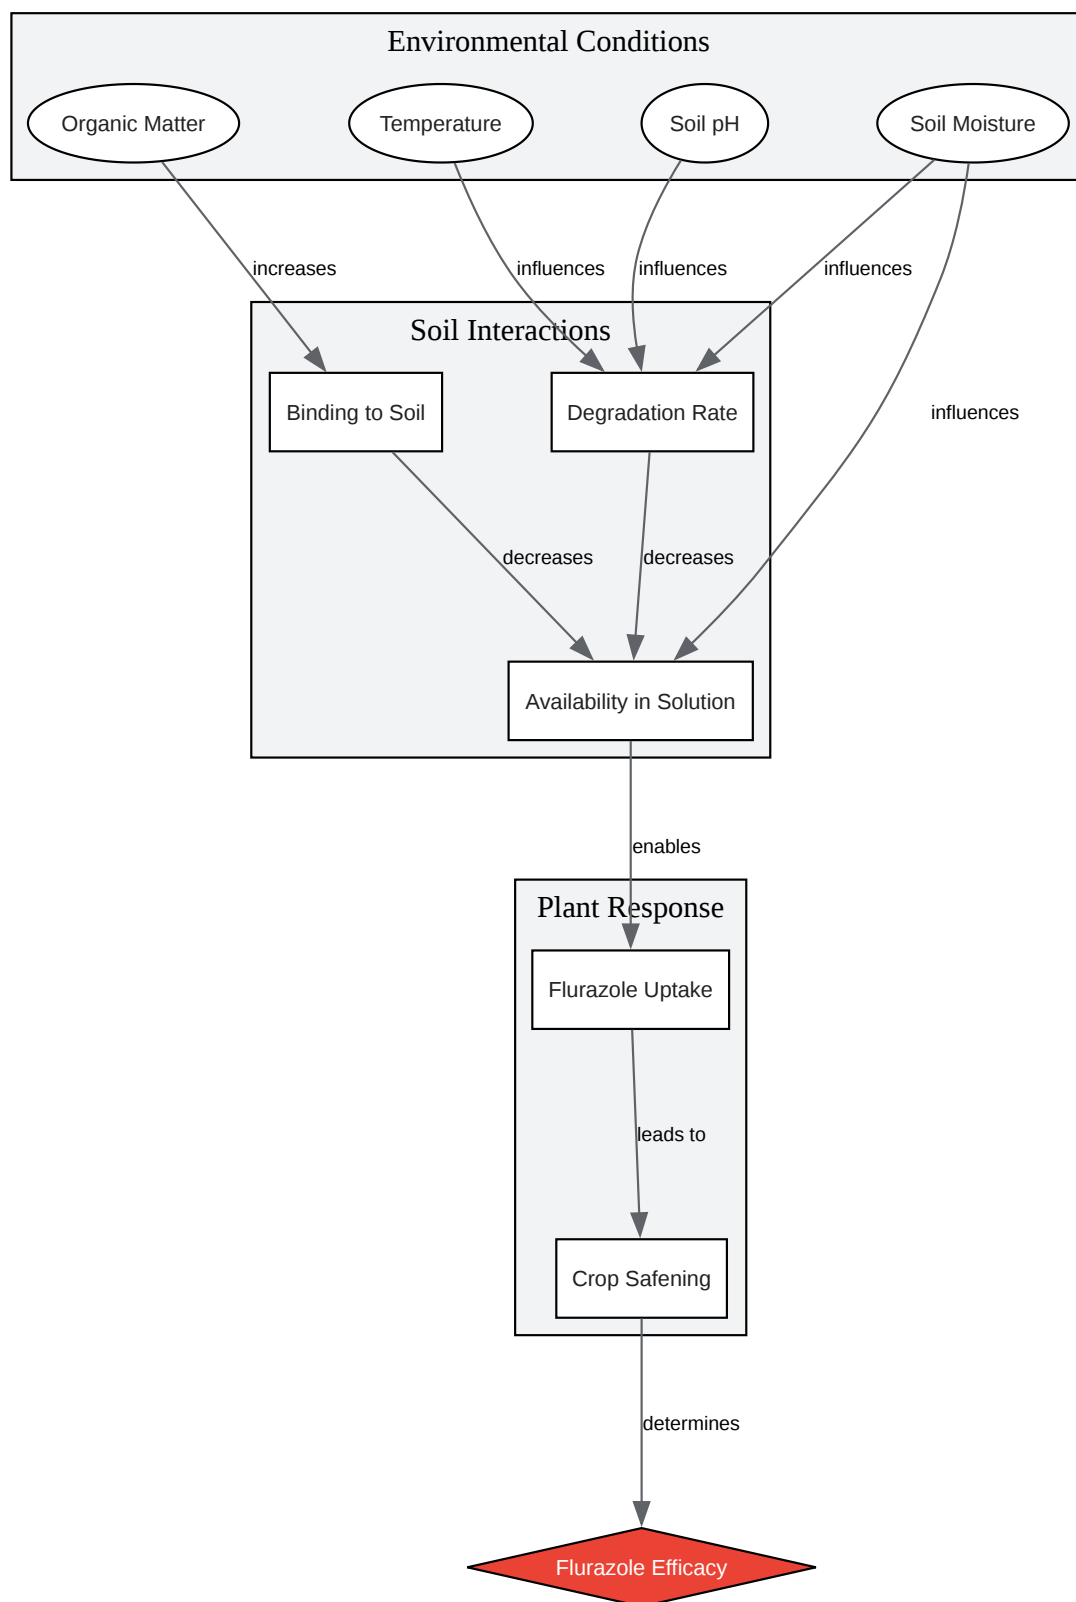 Environmental Conditions
Organic Matter
Temperature
Soil pH
Soil Moisture
increases
influences
influences
influences
Soil Interactions
Binding to Soil
Degradation Rate
influences
decreases
decreases
Availability in Solution
enables
Plant Response
Flurazole Uptake
leads to
Crop Safening
determines
Flurazole Efficacy